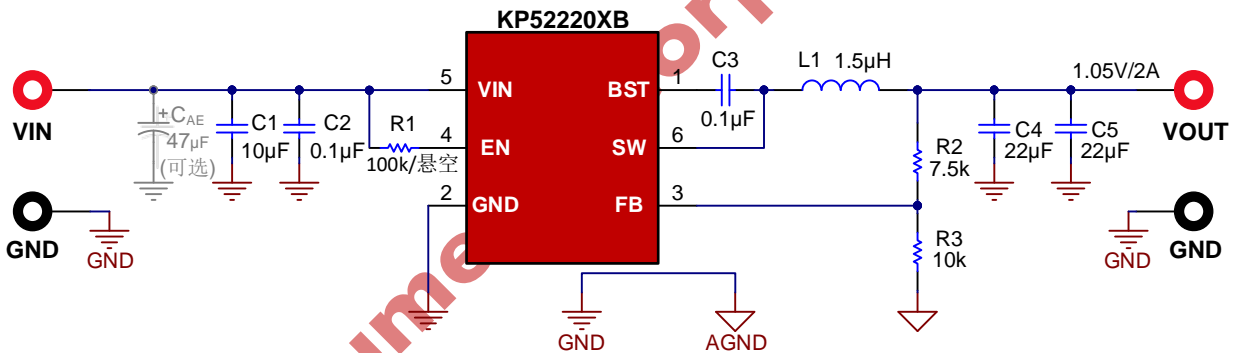 KP52220XB
VIN
+CAE
47µF
(可选)
C1
10µF
C2
0.1µF
R1
100k/悬空
5
4
2
VIN
EN
GND
BST
SW
FB
1
6
3
C3
0.1µF
L1 1.5µH
1.05V/2A
VOUT
R2
7.5k
C4
22µF
C5
22µF
R3
10k
GND
GND
GND
AGND
GND
GND
ume
orp